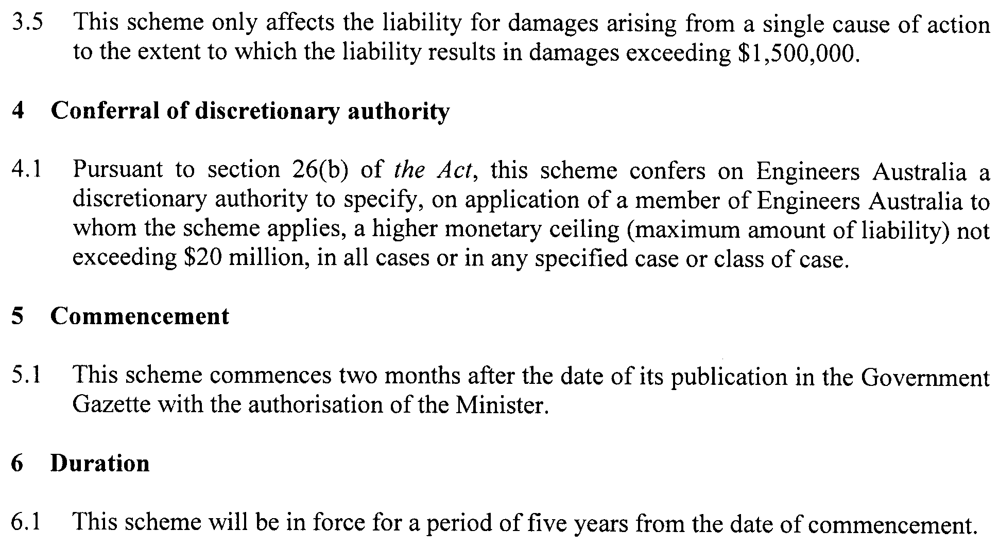 3.5 This scheme only affects the liability for damages arising from a single cause of action
to the extent to which the liability results in damages exceeding $1,500,000.
4 Conferral of discretionary authority
4.1 Pursuant to section 26(b) of the Act, this scheme confers on Engineers Australia a
discretionary authority to specify, on application of a member of Engineers Australia to
whom the scheme applies, a higher monetary ceiling (maximum amount of liability) not
exceeding $20 million, in all cases or in any specified case or class of case.
5 Commencement
5.1 This scheme commences two months after the date of its publication in the Government
Gazette with the authorisation of the Minister.
6 Duration
6.1 This scheme will be in force for a period of five years from the date of commencement.